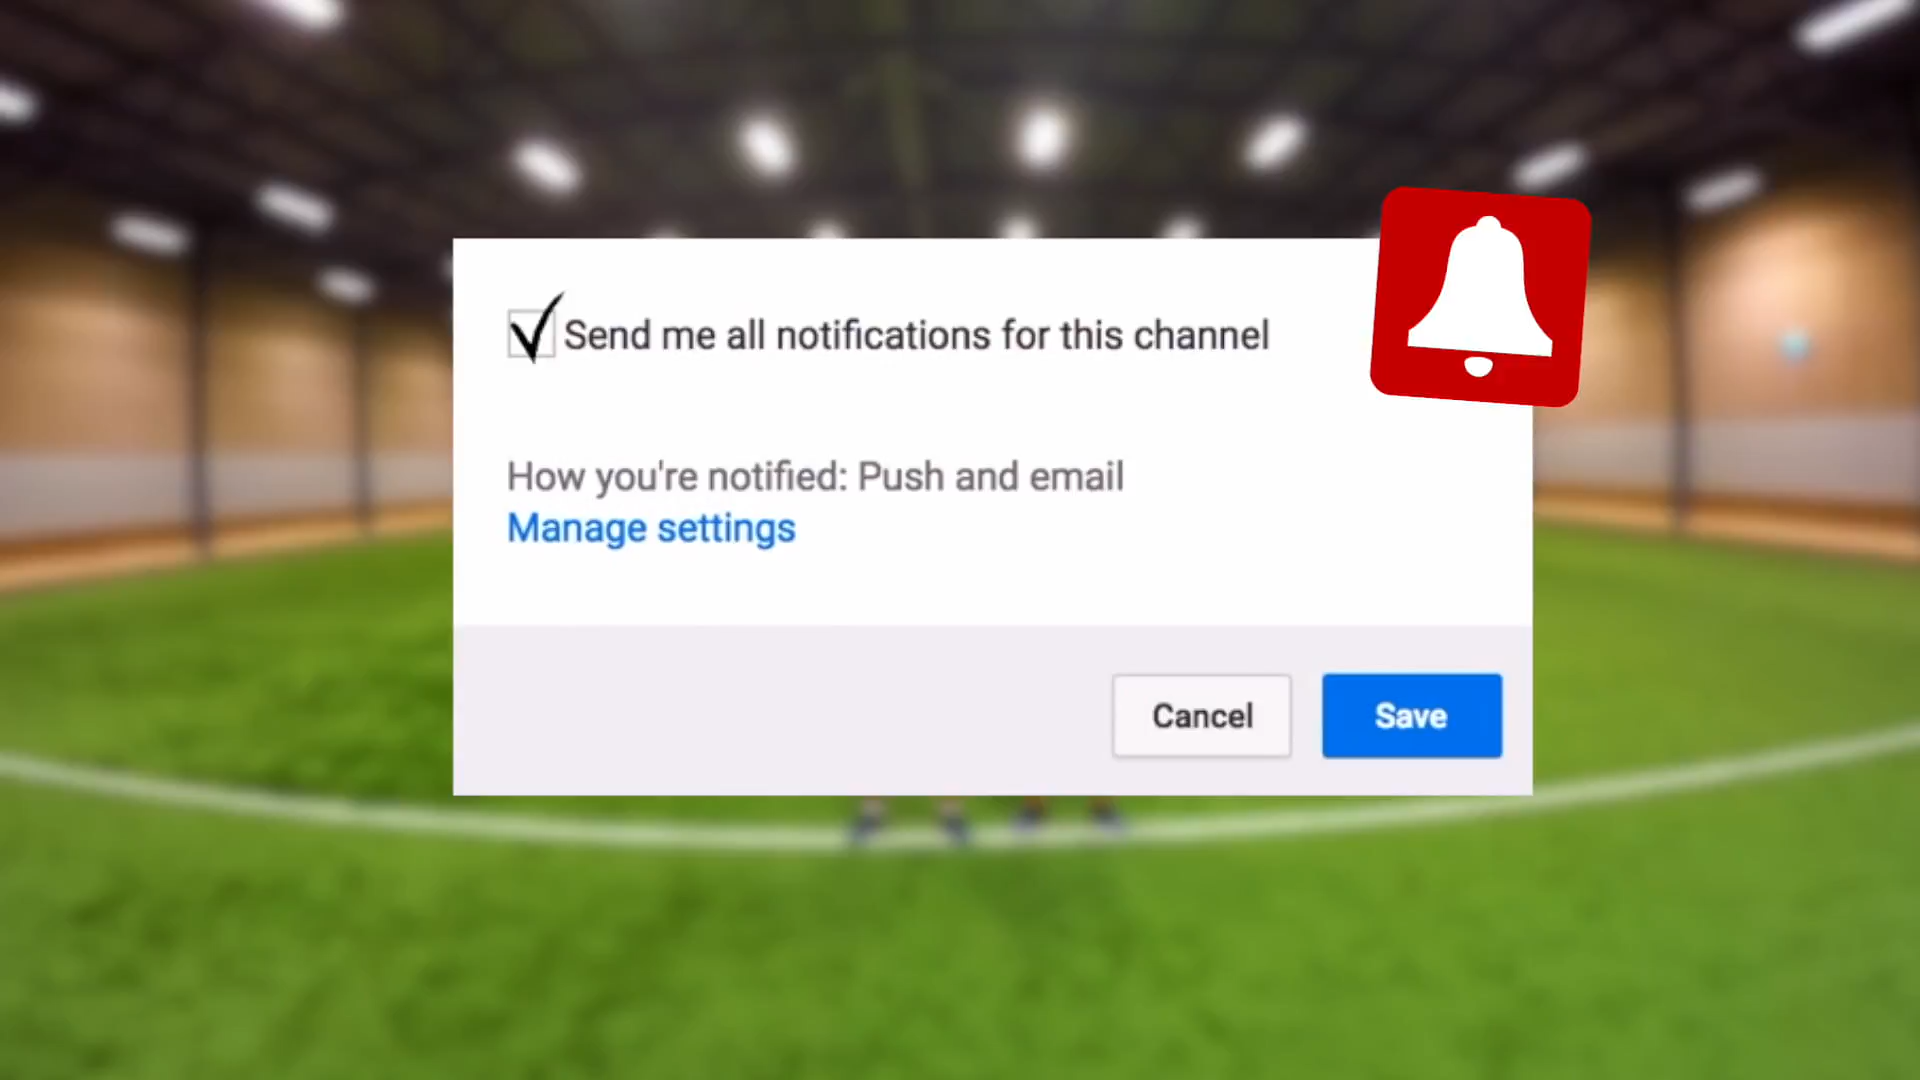 Send me all notifications for this channel
How you're notified: Push and email
Manage settings
Cancel
Save